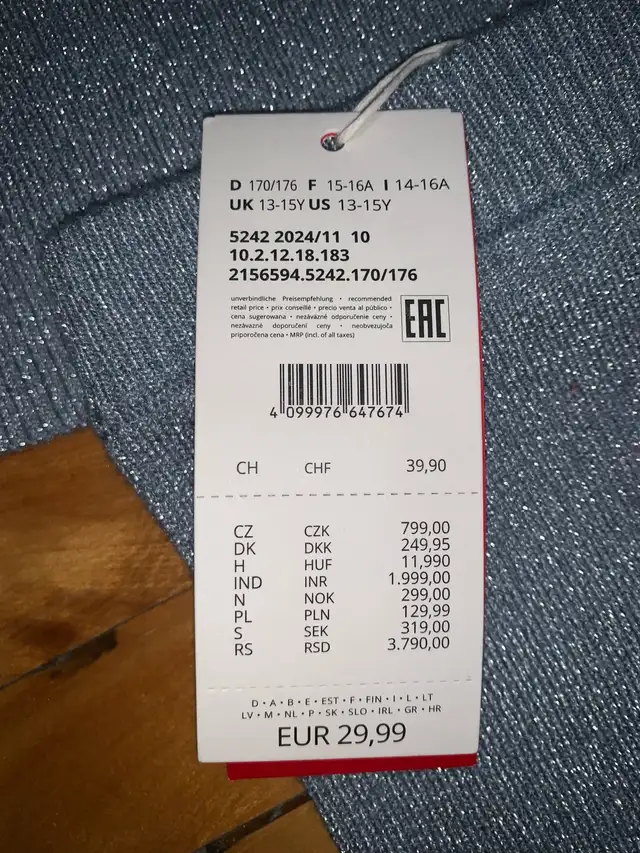 D 170/176 F 15-16A I 14-16A
UK 13-15Y US 13-15Y
5242 2024/11 10
10.2.12.18.183
2156594.5242.170/176
unverbindliche Preisempfehlung • recommended
retail price • prix conseillé • precio venta al público •
cena sugerowana • nezáväzné odporučenie ceny •
nezávazné doporučení ceny • neobvezujoča
priporočena cena • MRP (incl. of all taxes)
EAC
4 099976 647674
CH CHF 39,90
CZ CZK 799,00
DK DKK 249,95
H HUF 11,990
IND INR 1.999,00
N NOK 299,00
PL PLN 129,99
S SEK 319,00
RS RSD 3.790,00
D • A • B • E • EST • F • FIN • I • L • LT
LV • M • NL • P • SK • SLO • IRL • GR • HR
EUR 29,99